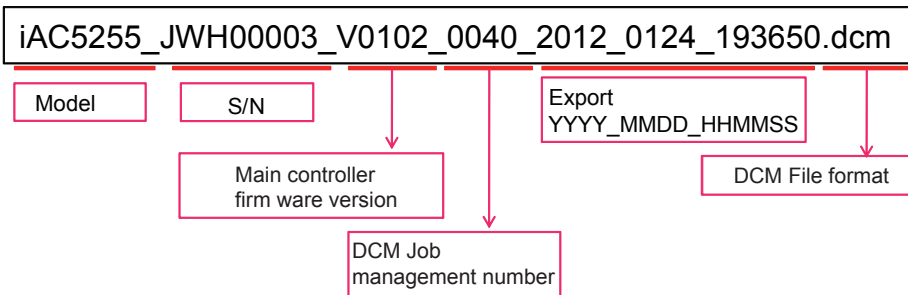 iAC5255_JWH00003_V0102_0040_2012_0124_193650.dcm
Model
S/N
Export
YYYY_MMDD_HHMMSS
Main controller
firm ware version
DCM File format
DCM Job
management number